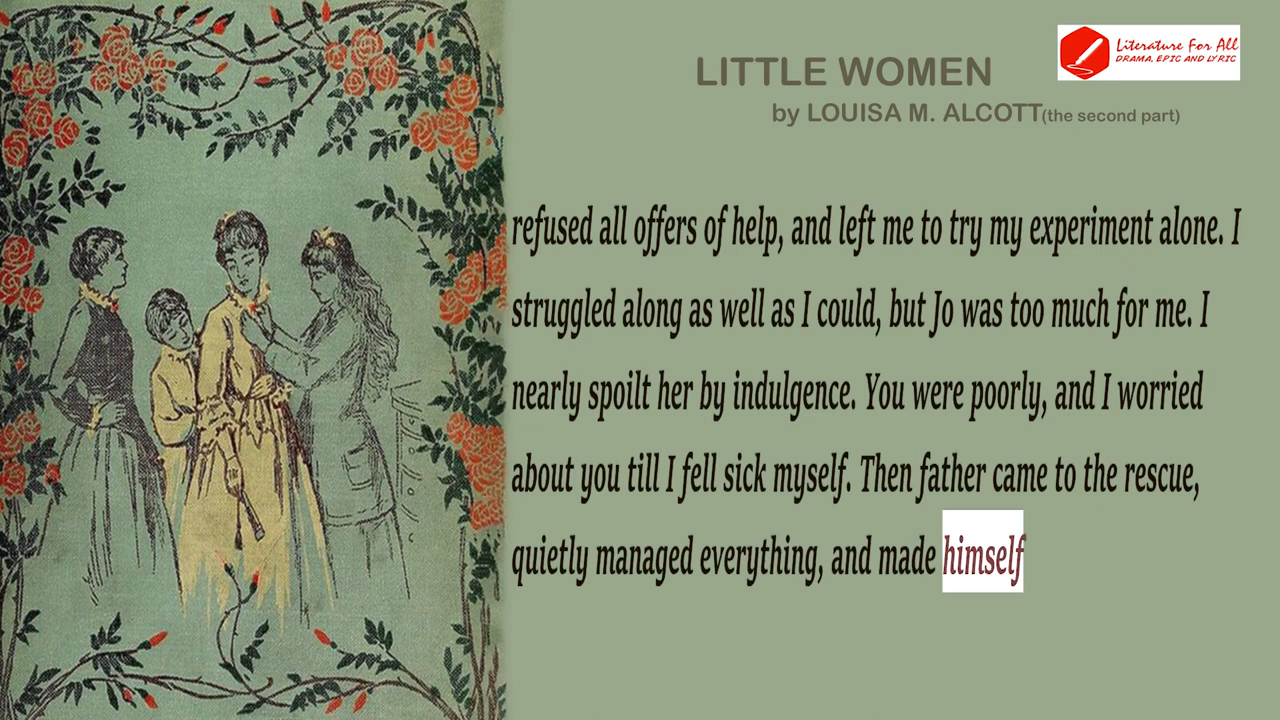 LITTLE WOMEN
by LOUISA M. ALCOTT(the second part)
Literature For All
DRAMA, EPIC AND LYRIC
refused all offers of help, and left me to try my experiment alone. I
struggled along as well as I could, but Jo was too much for me. I
nearly spoilt her by indulgence. You were poorly, and I worried
about you till I fell sick myself. Then father came to the rescue,
quietly managed everything, and made himself